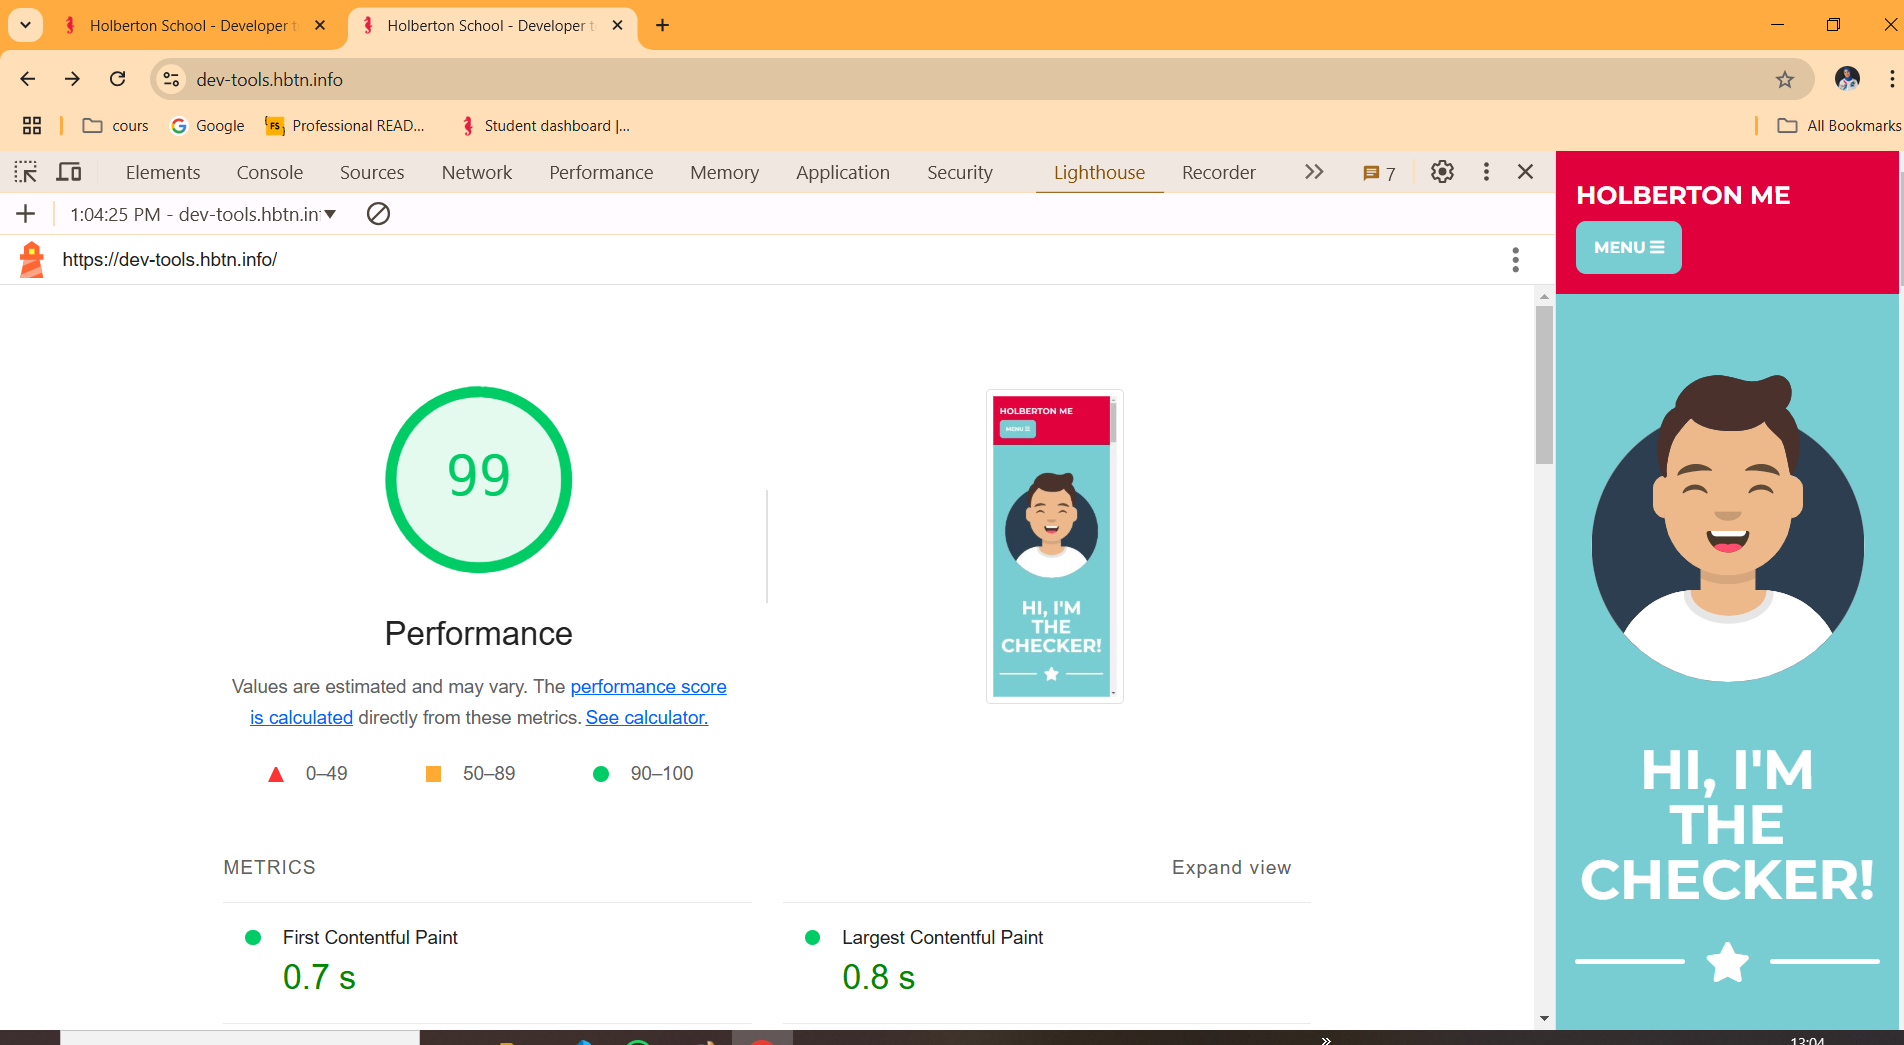 Holberton School - Developer t
Holberton School - Developer t
dev-tools.hbtn.info
cours
Google
Professional READ...
Student dashboard |...
All Bookmarks
Elements
Console
Sources
Network
Performance
Memory
Application
Security
Lighthouse
Recorder
7
1:04:25 PM - dev-tools.hbtn.in
https://dev-tools.hbtn.info/
99
Performance
Values are estimated and may vary. The performance score
is calculated directly from these metrics. See calculator.
0–49
50–89
90–100
HOLBERTON ME
MENU
HI, I'M
THE
CHECKER!
METRICS
Expand view
First Contentful Paint
0.7 s
Largest Contentful Paint
0.8 s
HOLBERTON ME
MENU
HI, I'M
THE
CHECKER!
13:04